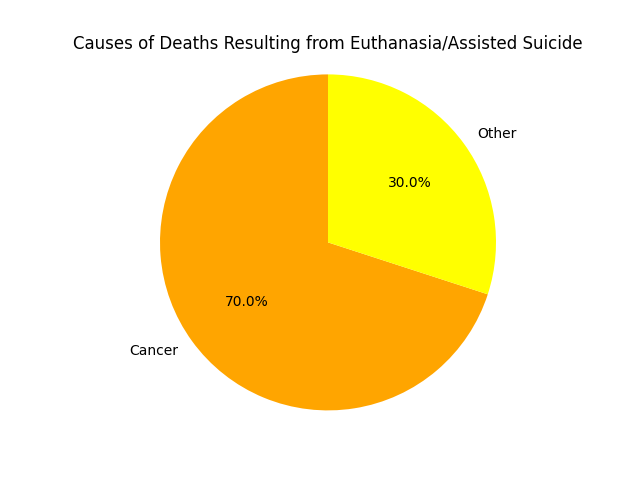 Causes of Deaths Resulting from Euthanasia/Assisted Suicide
Other
30.0%
70.0%
Cancer